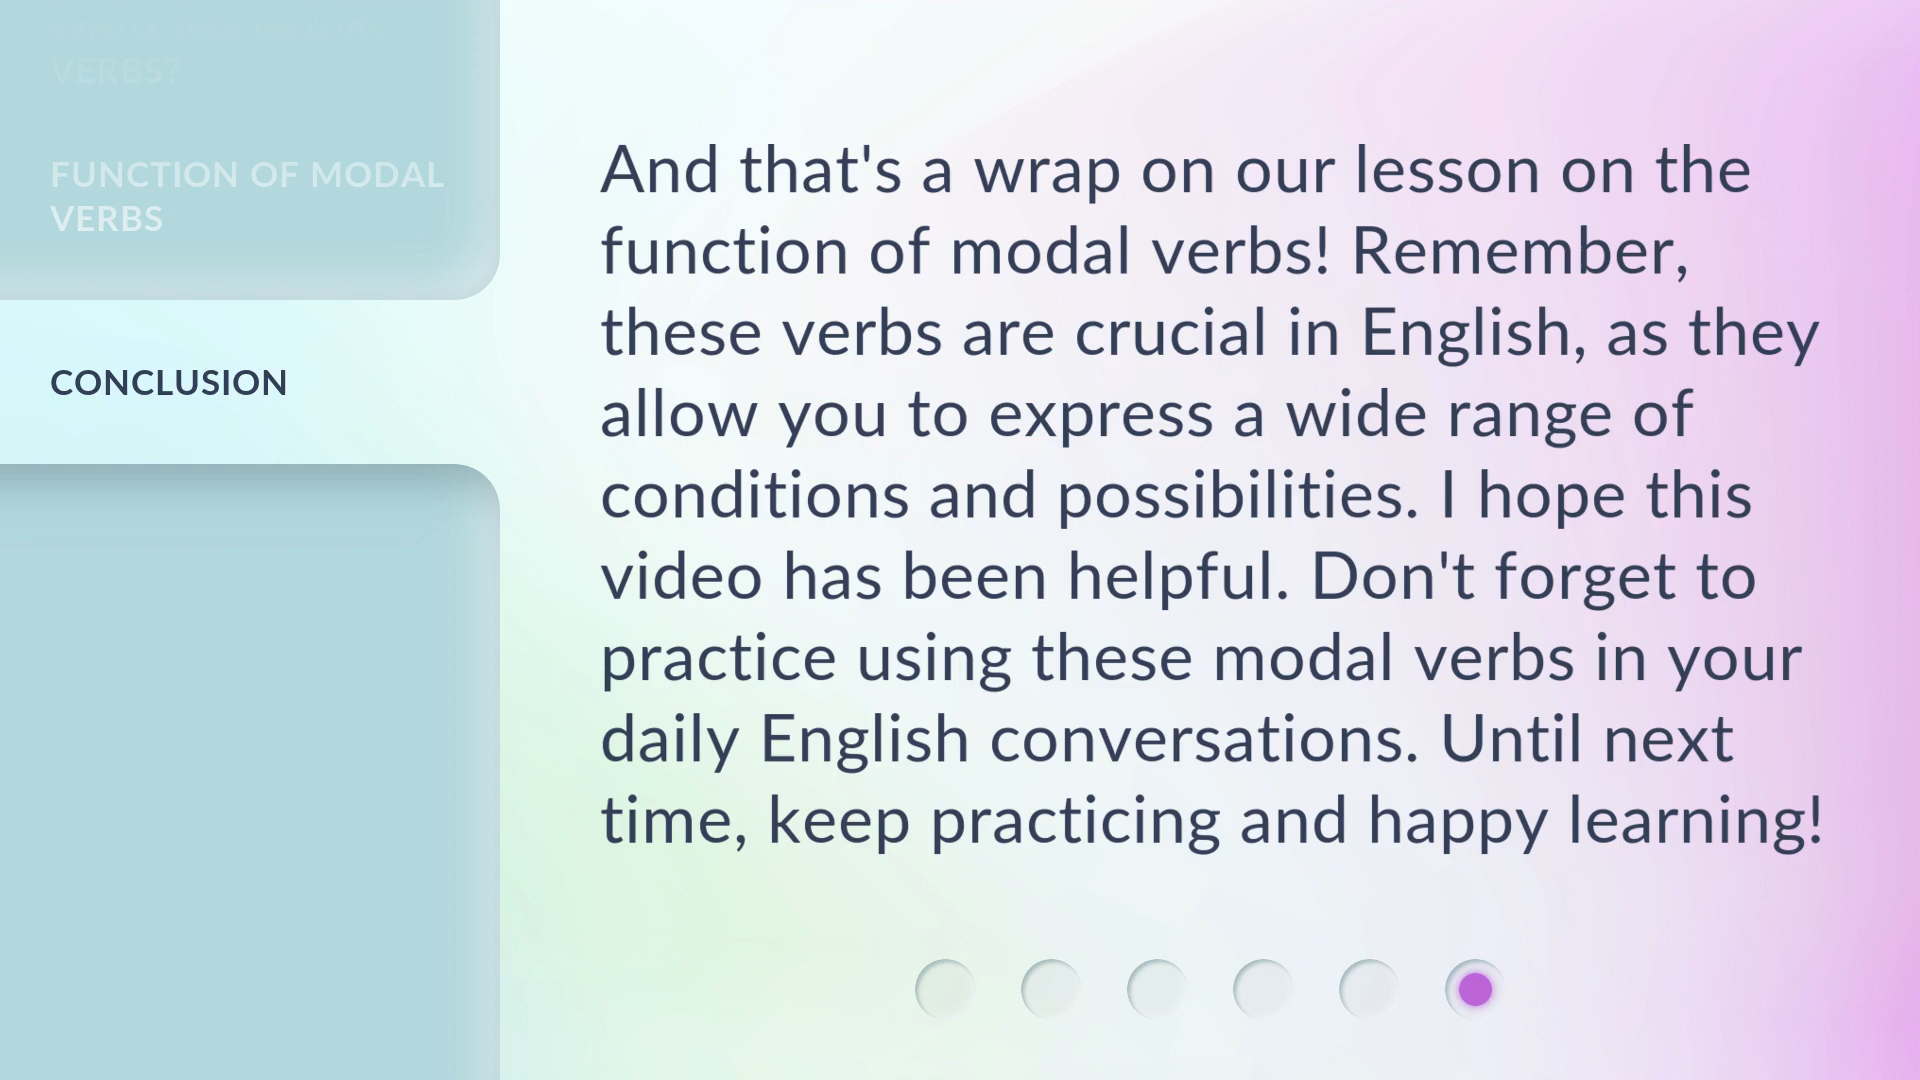 VERBS?
FUNCTION OF MODAL
VERBS
CONCLUSION
And that's a wrap on our lesson on the
function of modal verbs! Remember,
these verbs are crucial in English, as they
allow you to express a wide range of
conditions and possibilities. I hope this
video has been helpful. Don't forget to
practice using these modal verbs in your
daily English conversations. Until next
time, keep practicing and happy learning!